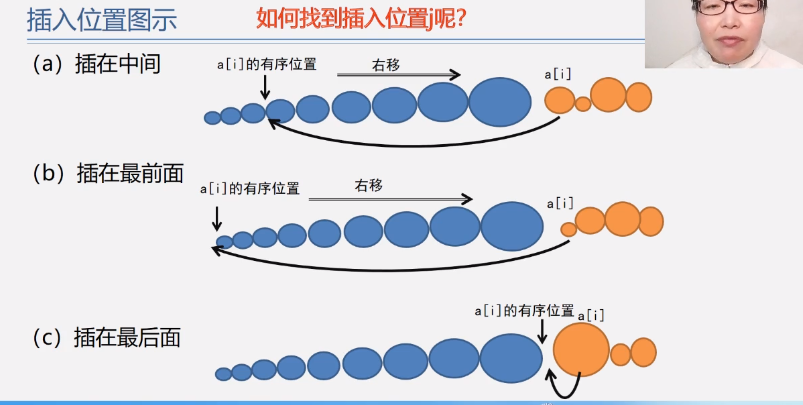 插入位置图示
如何找到插入位置j呢？
（a）插在中间
a[i]的有序位置
右移
a[i]
（b）插在最前面
a[i]的有序位置
右移
a[i]
（c）插在最后面
a[i]的有序位置
a[i]